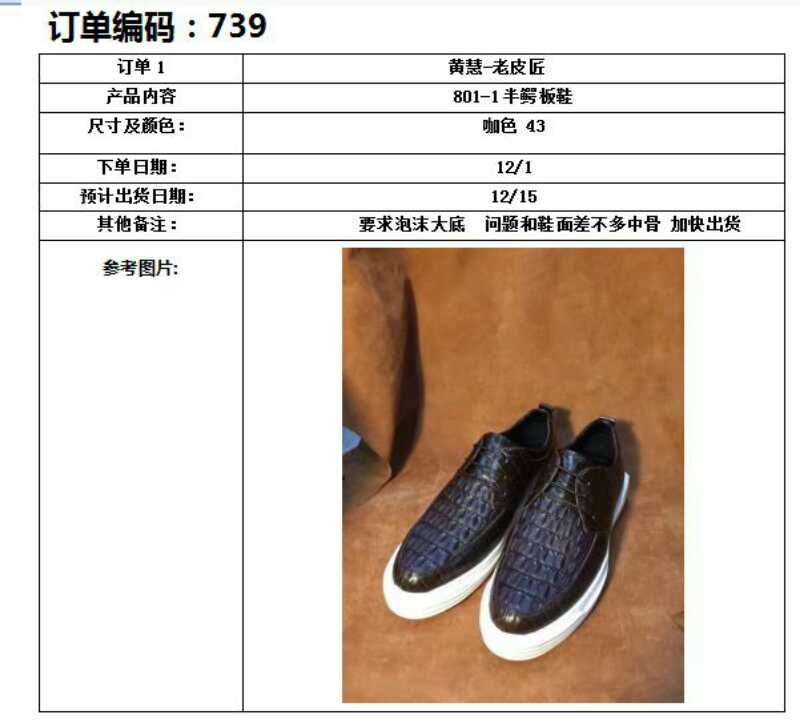 订单编码：739
订单 1 黄慧-老皮匠
产品内容 801-1 半鳄板鞋
尺寸及颜色： 咖色 43
下单日期： 12/1
预计出货日期： 12/15
其他备注： 要求泡沫大底 问题和鞋面差不多中骨 加快出货
参考图片: